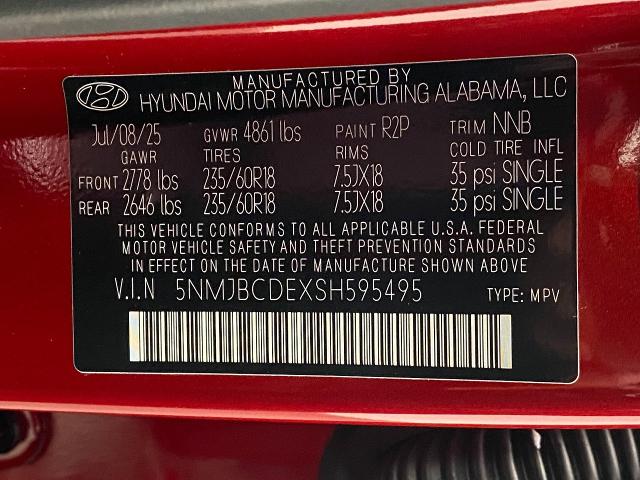 MANUFACTURED BY
HYUNDAI MOTOR MANUFACTURING ALABAMA, LLC
Jul/08/25 GVWR 4861 lbs PAINT R2P TRIM NNB
GAWR TIRES RIMS COLD TIRE INFL
FRONT 2778 lbs 235/60R18 7.5JX18 35 psi SINGLE
REAR 2646 lbs 235/60R18 7.5JX18 35 psi SINGLE
THIS VEHICLE CONFORMS TO ALL APPLICABLE U.S.A. FEDERAL
MOTOR VEHICLE SAFETY AND THEFT PREVENTION STANDARDS
IN EFFECT ON THE DATE OF MANUFACTURE SHOWN ABOVE.
V.I.N 5NMJBCDEXSH595495 TYPE: MPV